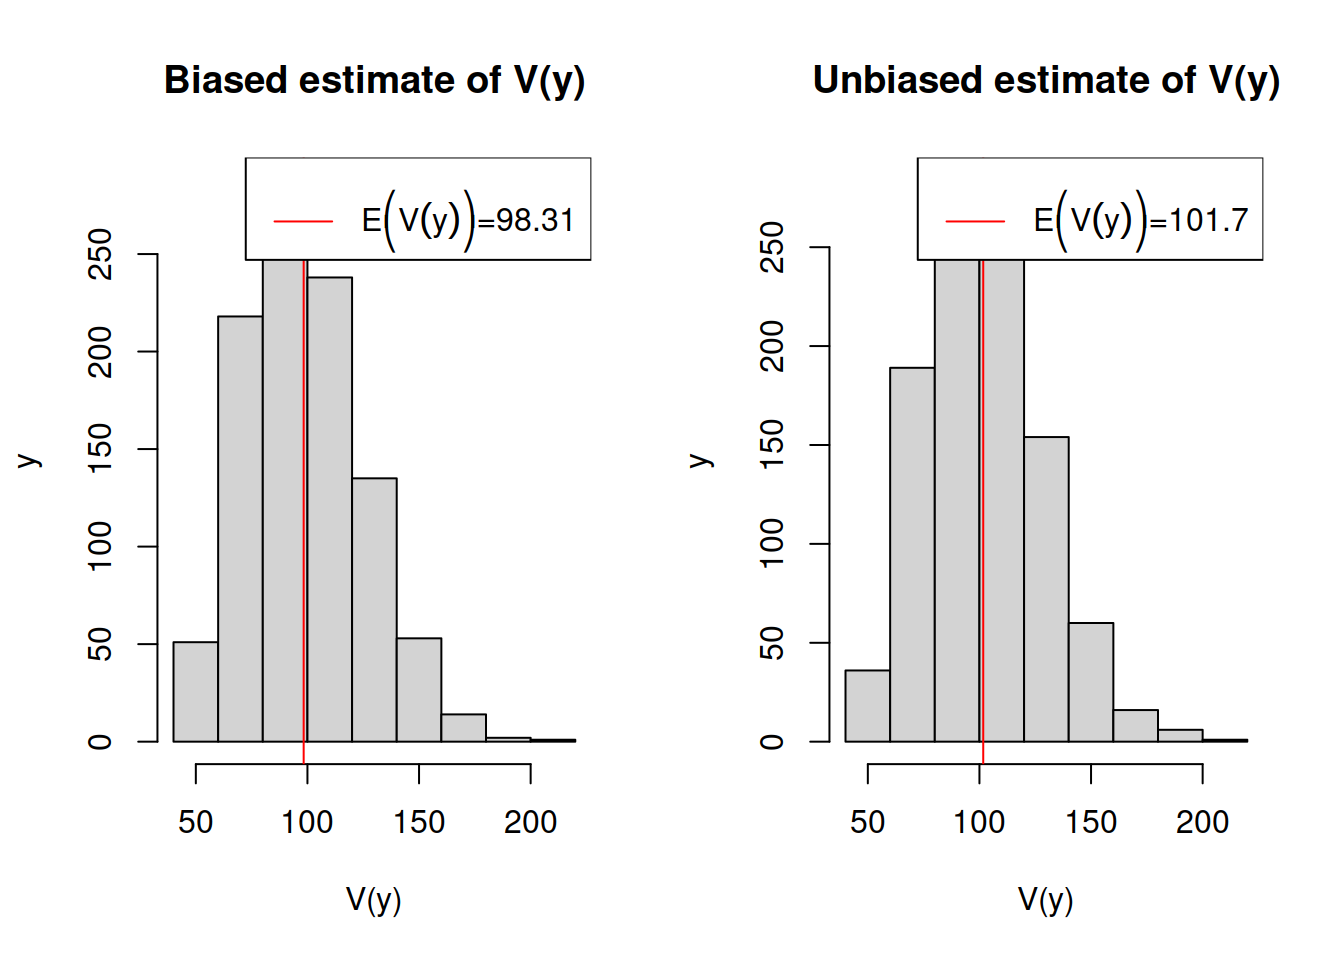 Biased estimate of V(y)
E(V(y))=98.31
y
0
50
100
150
200
250
50 100 150 200
V(y)
Unbiased estimate of V(y)
E(V(y))=101.7
y
0
50
100
150
200
250
50 100 150 200
V(y)